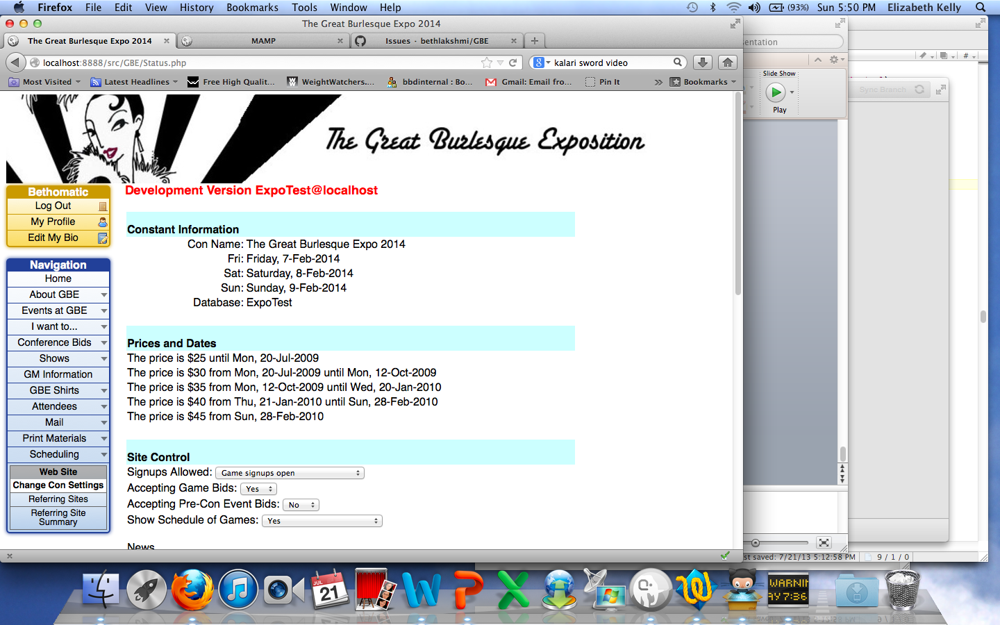 Firefox File Edit View History Bookmarks Tools Window Help (93%) Sun 5:50 PM Elizabeth Kelly
The Great Burlesque Expo 2014
The Great Burlesque Expo 2014 MAMP Issues · bethlakshmi/GBE
localhost:8888/src/GBE/Status.php kalari sword video
Most Visited Latest Headlines Free High Qualit... WeightWatchers.... bbdinternal : Bo... Gmail: Email fro... Pin It Bookmarks
entation
Slide Show
Play
Sync Branch
The Great Burlesque Exposition
Development Version ExpoTest@localhost
Bethomatic
Log Out
My Profile
Edit My Bio
Navigation
Home
About GBE
Events at GBE
I want to...
Conference Bids
Shows
GM Information
GBE Shirts
Attendees
Mail
Print Materials
Scheduling
Web Site
Change Con Settings
Referring Sites
Referring Site
Summary
Constant Information
Con Name: The Great Burlesque Expo 2014
Fri: Friday, 7-Feb-2014
Sat: Saturday, 8-Feb-2014
Sun: Sunday, 9-Feb-2014
Database: ExpoTest
Prices and Dates
The price is $25 until Mon, 20-Jul-2009
The price is $30 from Mon, 20-Jul-2009 until Mon, 12-Oct-2009
The price is $35 from Mon, 12-Oct-2009 until Wed, 20-Jan-2010
The price is $40 from Thu, 21-Jan-2010 until Sun, 28-Feb-2010
The price is $45 from Sun, 28-Feb-2010
Site Control
Signups Allowed: Game signups open
Accepting Game Bids: Yes
Accepting Pre-Con Event Bids: No
Show Schedule of Games: Yes
News
st saved: 7/21/13 5:12:58 PM 9 / 1 / 0
JUL
21
WARNIN
AY 7:36